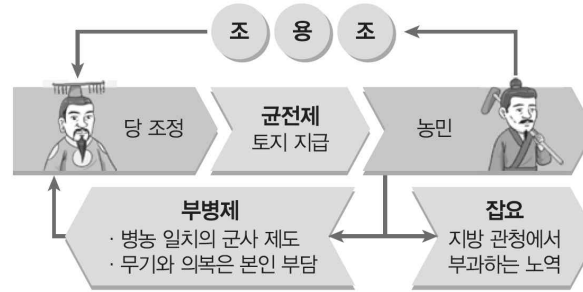 조 용 조
당 조정
균전제
토지 지급
농민
부병제
· 병농 일치의 군사 제도
· 무기와 의복은 본인 부담
잡요
지방 관청에서
부과하는 노역